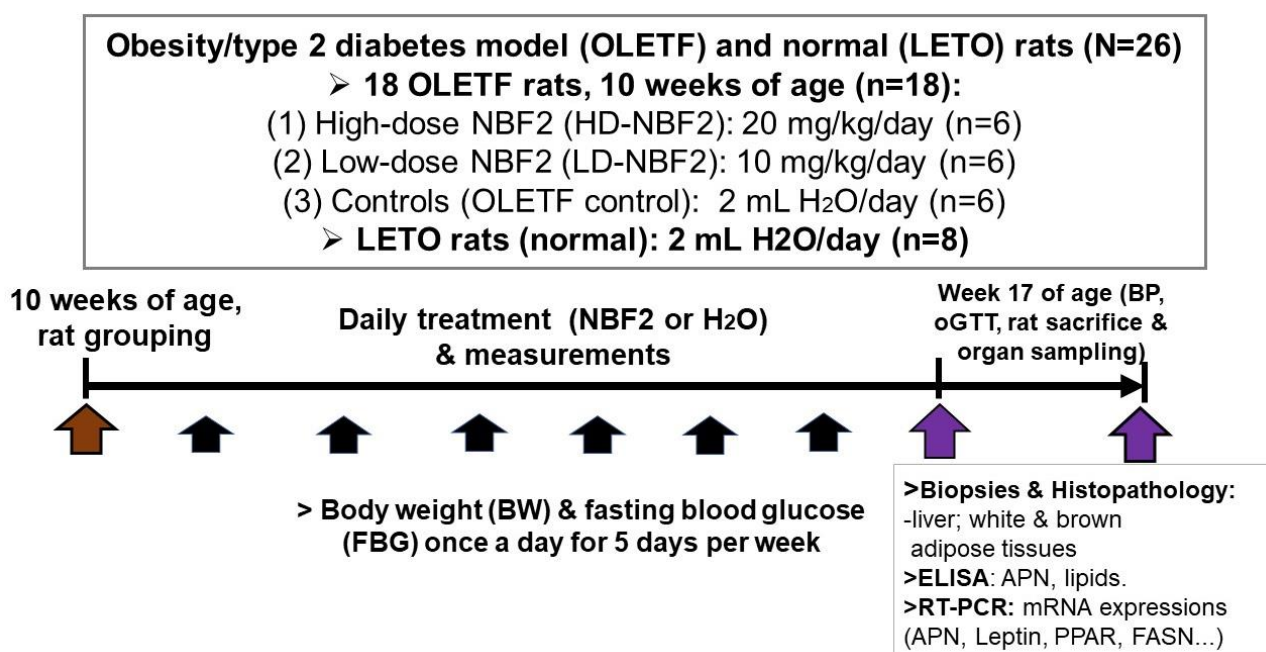 Obesity/type 2 diabetes model (OLETF) and normal (LETO) rats (N=26)
➢ 18 OLETF rats, 10 weeks of age (n=18):
(1) High-dose NBF2 (HD-NBF2): 20 mg/kg/day (n=6)
(2) Low-dose NBF2 (LD-NBF2): 10 mg/kg/day (n=6)
(3) Controls (OLETF control): 2 mL H₂O/day (n=6)
➢ LETO rats (normal): 2 mL H2O/day (n=8)
10 weeks of age,
rat grouping
Daily treatment (NBF2 or H₂O)
& measurements
Week 17 of age (BP,
oGTT, rat sacrifice &
organ sampling)
> Body weight (BW) & fasting blood glucose
(FBG) once a day for 5 days per week
>Biopsies & Histopathology:
-liver; white & brown
adipose tissues
>ELISA: APN, lipids.
>RT-PCR: mRNA expressions
(APN, Leptin, PPAR, FASN...)